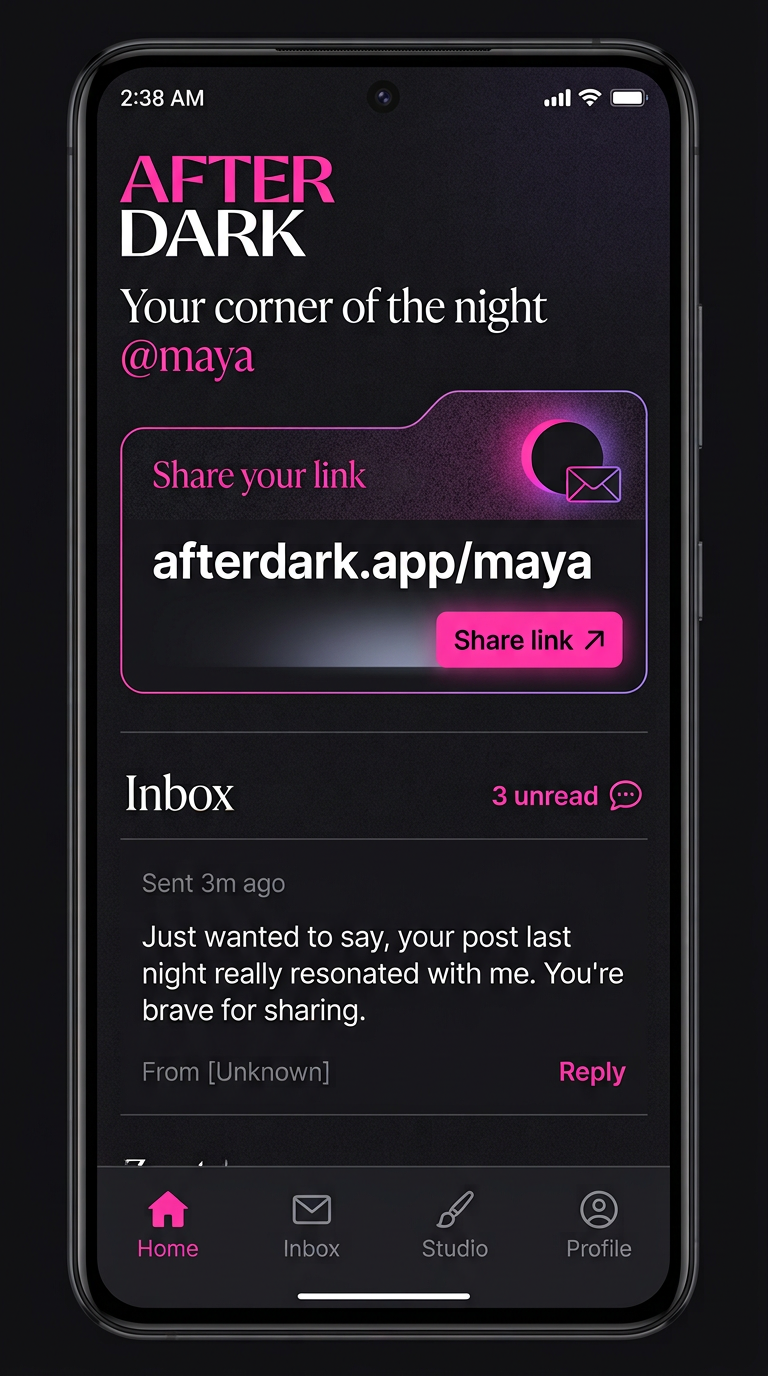 2:38 AM
AFTER
DARK
Your corner of the night
@maya
Share your link
afterdark.app/maya
Share link
Inbox
3 unread
Sent 3m ago
Just wanted to say, your post last
night really resonated with me. You're
brave for sharing.
From [Unknown]
Reply
Home
Inbox
Studio
Profile